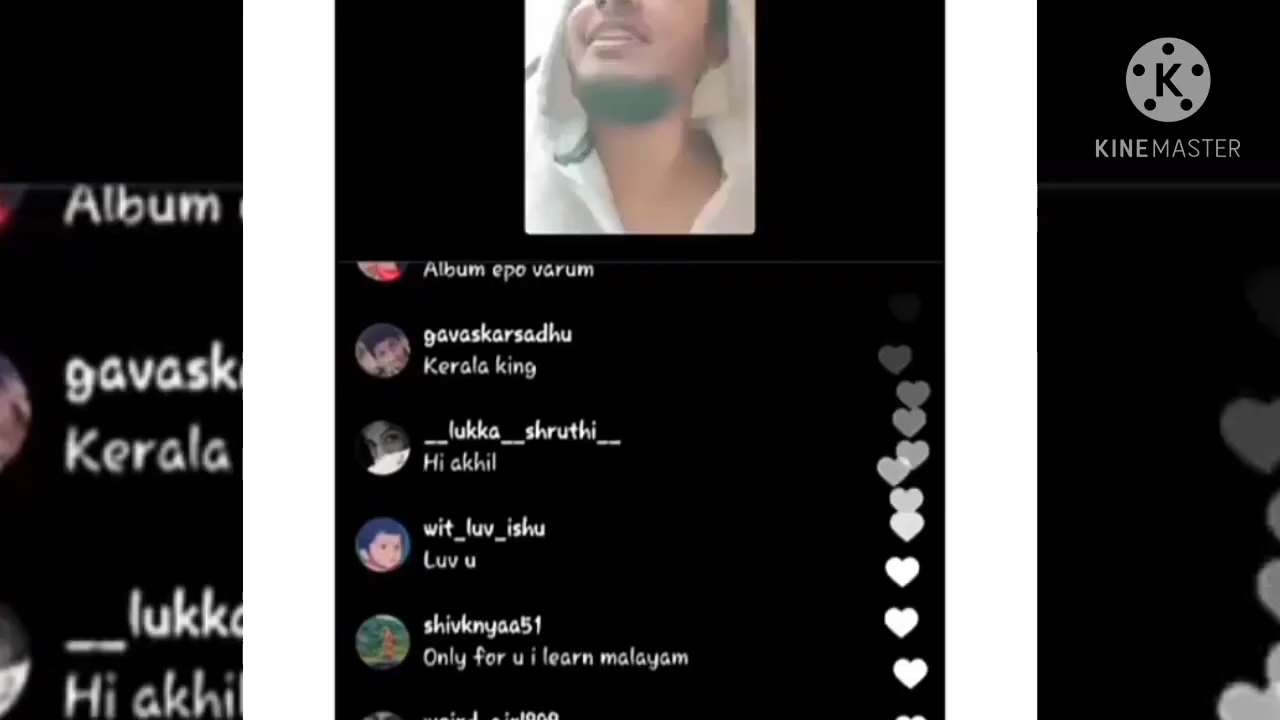 KINEMASTER
Album
gavask
Kerala
__lukka
Hi akhil
Album epo varum
gavaskarsadhu
Kerala king
__lukka__shruthi__
Hi akhil
wit_luv_ishu
Luv u
shivknyaa51
Only for u i learn malayam